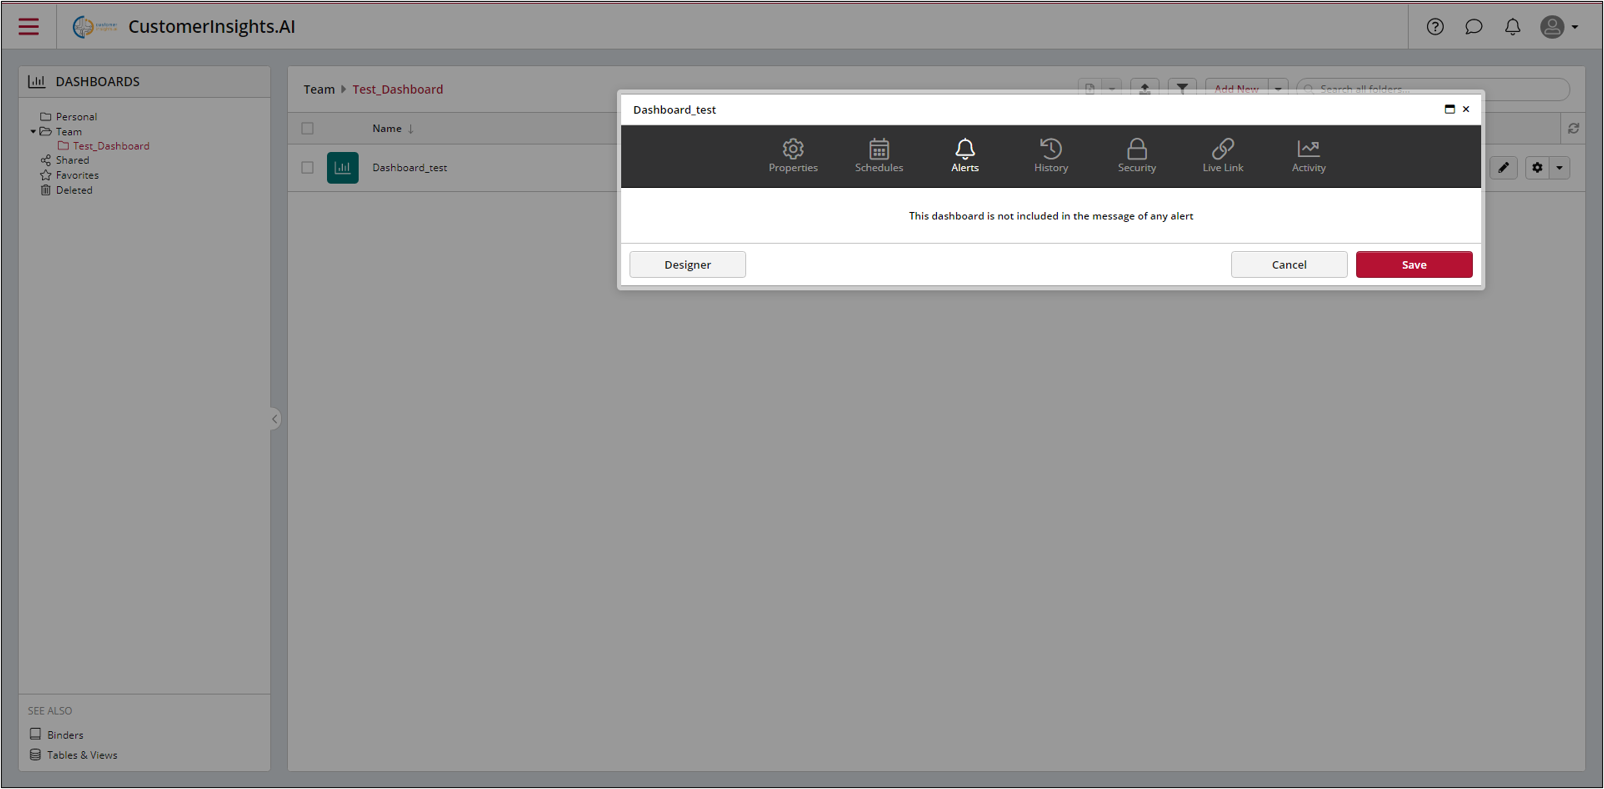 CustomerInsights.AI
DASHBOARDS
Personal
Team
Test_Dashboard
Shared
Favorites
Deleted
SEE ALSO
Binders
Tables & Views
Team Test_Dashboard
Add New
Search all folders...
Name ↓
Dashboard_test
Dashboard_test
Properties
Schedules
Alerts
History
Security
Live Link
Activity
This dashboard is not included in the message of any alert
Designer
Cancel
Save